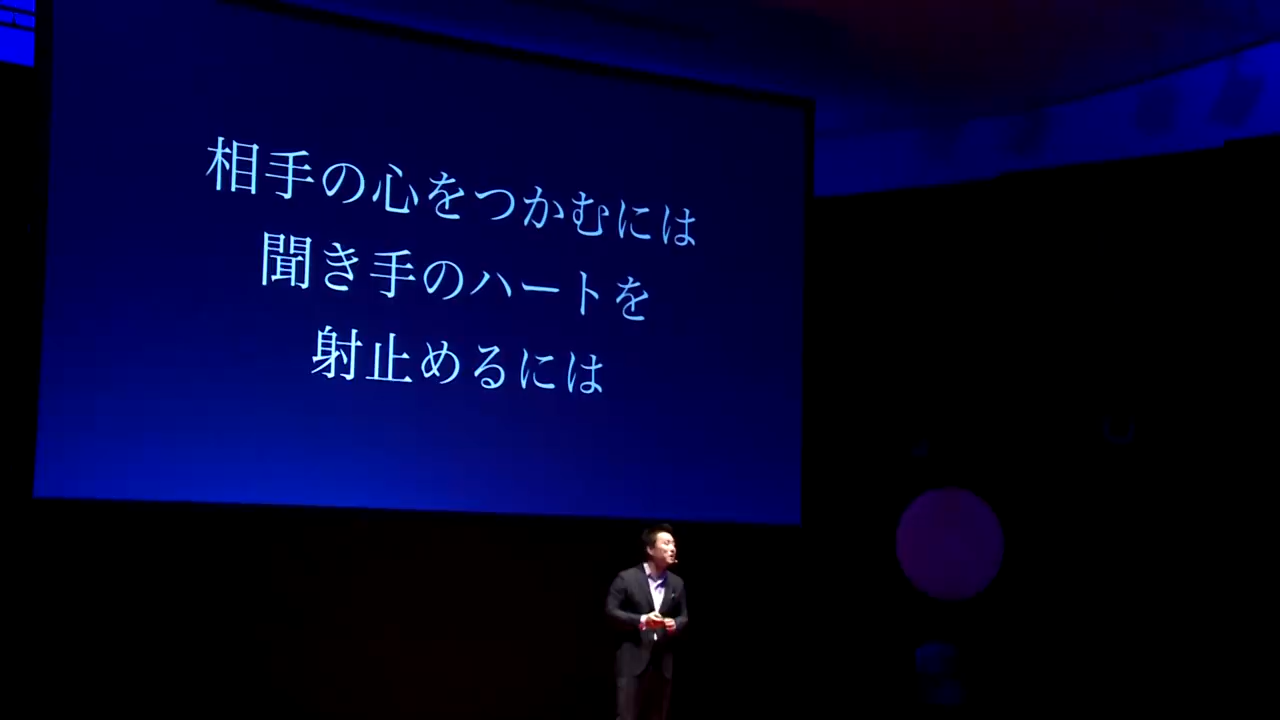 相手の心をつかむには
聞き手のハートを
射止めるには